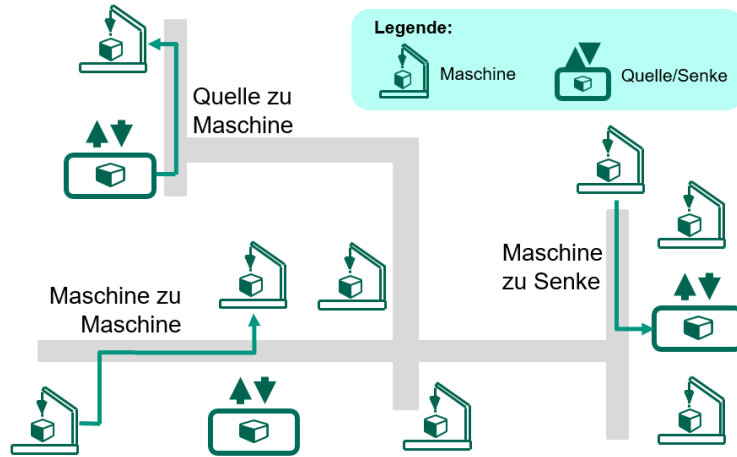 Legende:
Maschine
Quelle/Senke
Quelle zu
Maschine
Maschine
zu Senke
Maschine zu
Maschine